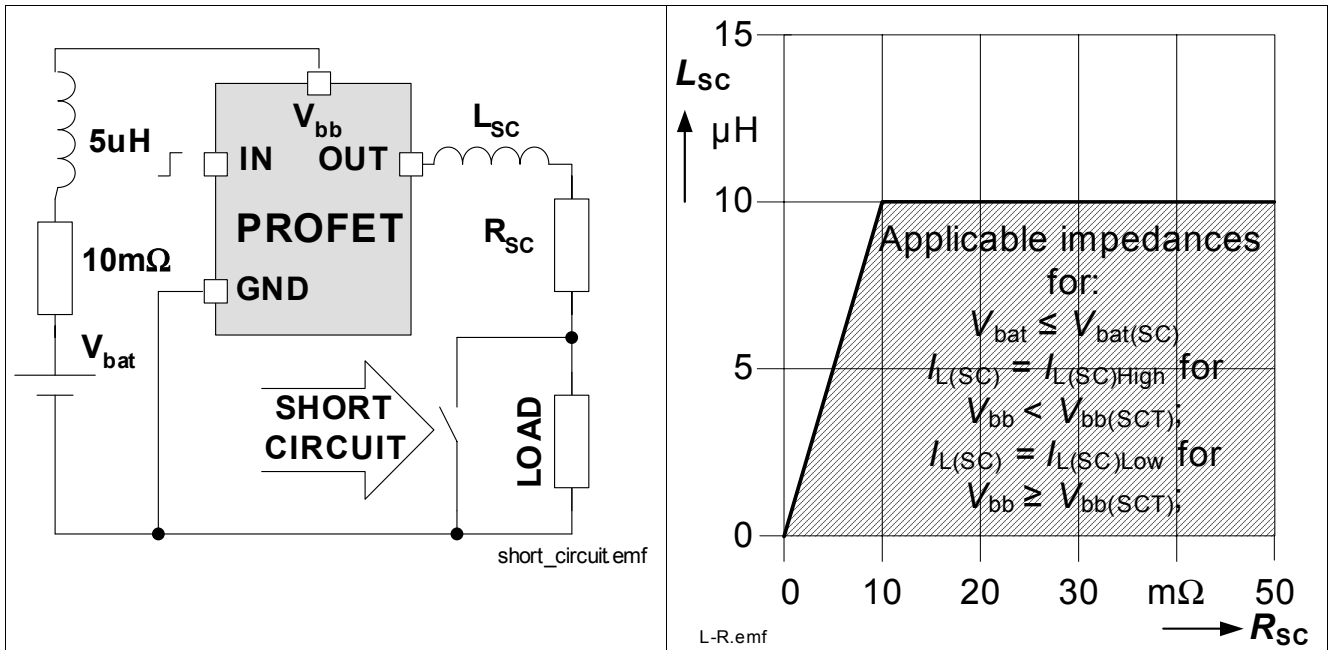 5uH
10mΩ
V_bat
V_bb
IN OUT
PROFET
GND
L_SC
R_SC
SHORT
CIRCUIT
LOAD
short_circuit.emf
15
L_SC
µH
10
5
0
Applicable impedances
for:
V_bat ≤ V_bat(SC)
I_L(SC) = I_L(SC)High for
V_bb < V_bb(SCT);
I_L(SC) = I_L(SC)Low for
V_bb ≥ V_bb(SCT);
0 10 20 30 mΩ 50
R_SC
L-R.emf